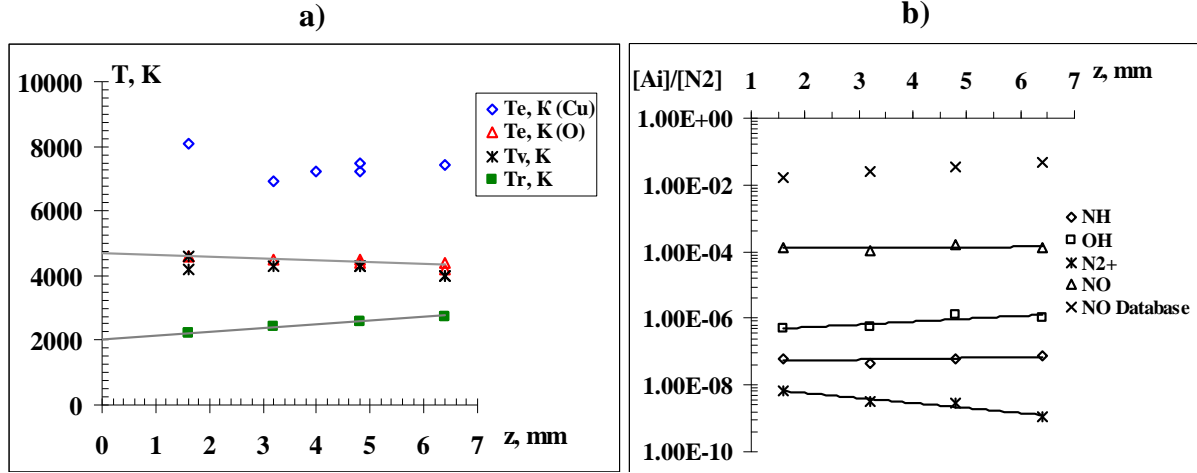 a)
T, K
10000
8000
6000
4000
2000
0
Te, K (Cu)
Te, K (O)
Tv, K
Tr, K
0 1 2 3 4 5 6 7
z, mm
b)
[Ai]/[N2]
1 2 3 4 5 6 7
z, mm
1.00E+00
1.00E-02
1.00E-04
1.00E-06
1.00E-08
1.00E-10
NH
OH
N2+
NO
NO Database